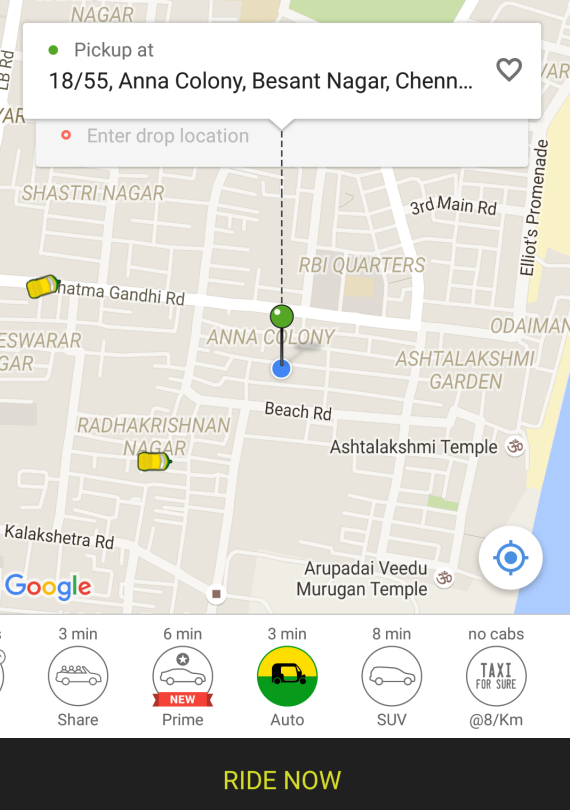 NAGAR
LB Rd
Pickup at
18/55, Anna Colony, Besant Nagar, Chenn...
Enter drop location
SHASTRI NAGAR
3rd Main Rd
Elliot's Promenade
RBI QUARTERS
hatma Gandhi Rd
ANNA COLONY
ODAIMAN
ESWARAR
GAR
ASHTALAKSHMI
GARDEN
Beach Rd
RADHAKRISHNAN
NAGAR
Ashtalakshmi Temple
Kalakshetra Rd
Arupadai Veedu
Murugan Temple
Google
3 min
6 min
3 min
8 min
no cabs
NEW
TAXI
FOR SURE
Share
Prime
Auto
SUV
@8/Km
RIDE NOW